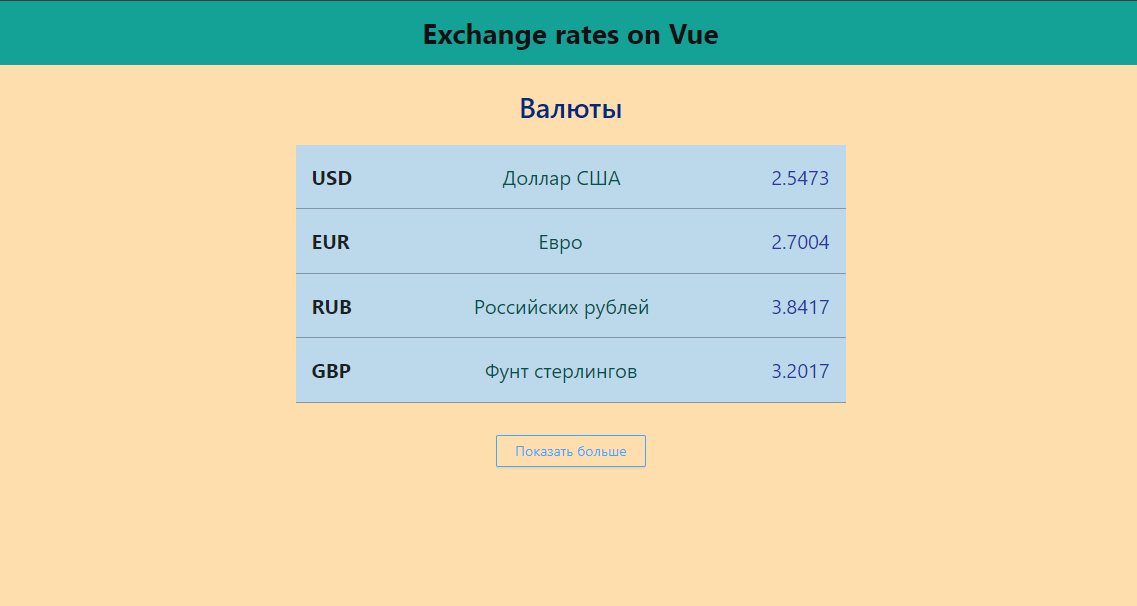 Exchange rates on Vue
Валюты
USD Доллар США 2.5473
EUR Евро 2.7004
RUB Российских рублей 3.8417
GBP Фунт стерлингов 3.2017
Показать больше